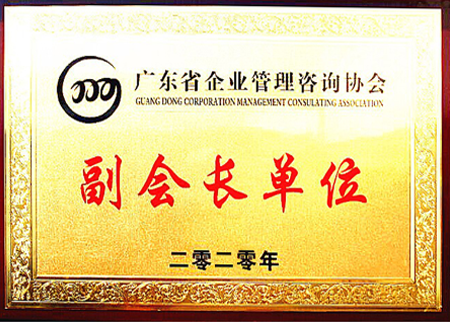 广东省企业管理咨询协会
GUANG DONG CORPORATION MANAGEMENT CONSULATING ASSOCIATION
副会长单位
二零二零年